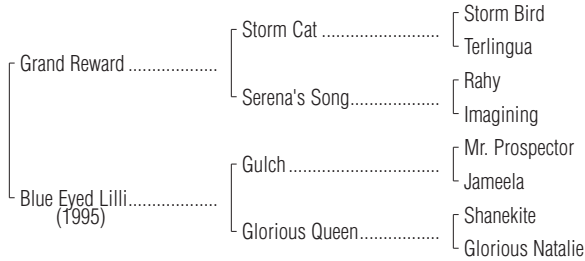 Storm Bird
Storm Cat ........................
Terlingua
Grand Reward ..................
Rahy
Serena's Song..................
Imagining
Mr. Prospector
Gulch ...............................
Jameela
Blue Eyed Lilli..................
(1995)
Shanekite
Glorious Queen................
Glorious Natalie